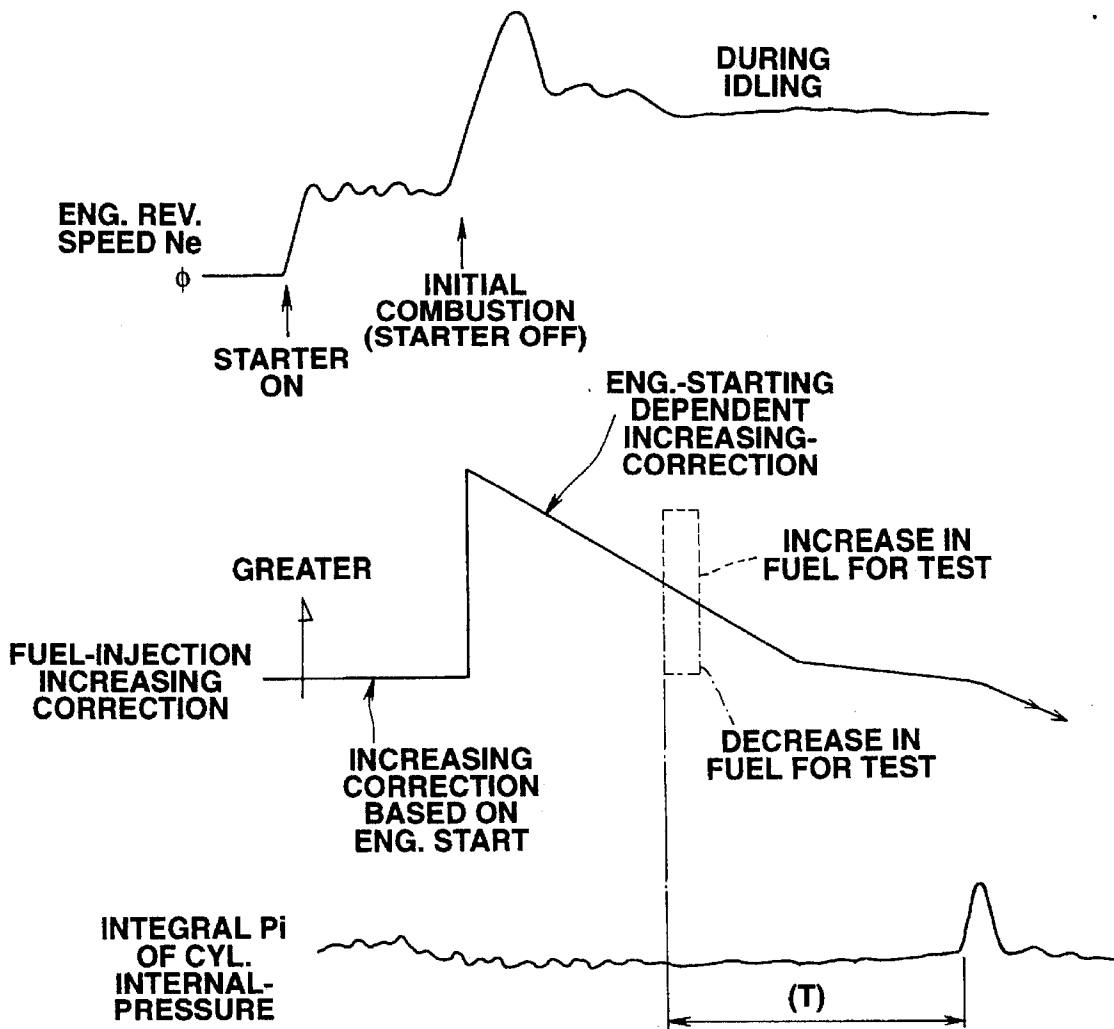 DURING
IDLING
ENG. REV.
SPEED Ne
ϕ
INITIAL
COMBUSTION
(STARTER OFF)
STARTER
ON
ENG.-STARTING
DEPENDENT
INCREASING-
CORRECTION
GREATER
INCREASE IN
FUEL FOR TEST
FUEL-INJECTION
INCREASING
CORRECTION
DECREASE IN
FUEL FOR TEST
INCREASING
CORRECTION
BASED ON
ENG. START
INTEGRAL Pi
OF CYL.
INTERNAL-
PRESSURE
(T)